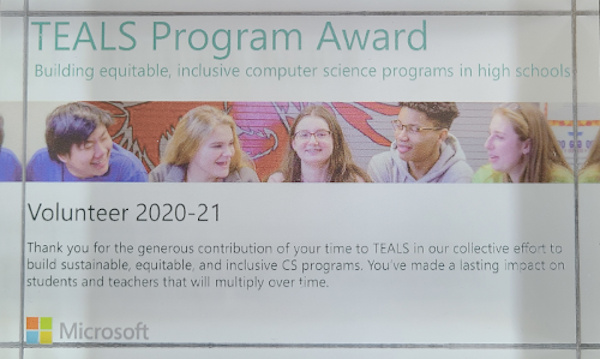 TEALS Program Award
Building equitable, inclusive computer science programs in high schools
Volunteer 2020-21
Thank you for the generous contribution of your time to TEALS in our collective effort to
build sustainable, equitable, and inclusive CS programs. You've made a lasting impact on
students and teachers that will multiply over time.
Microsoft